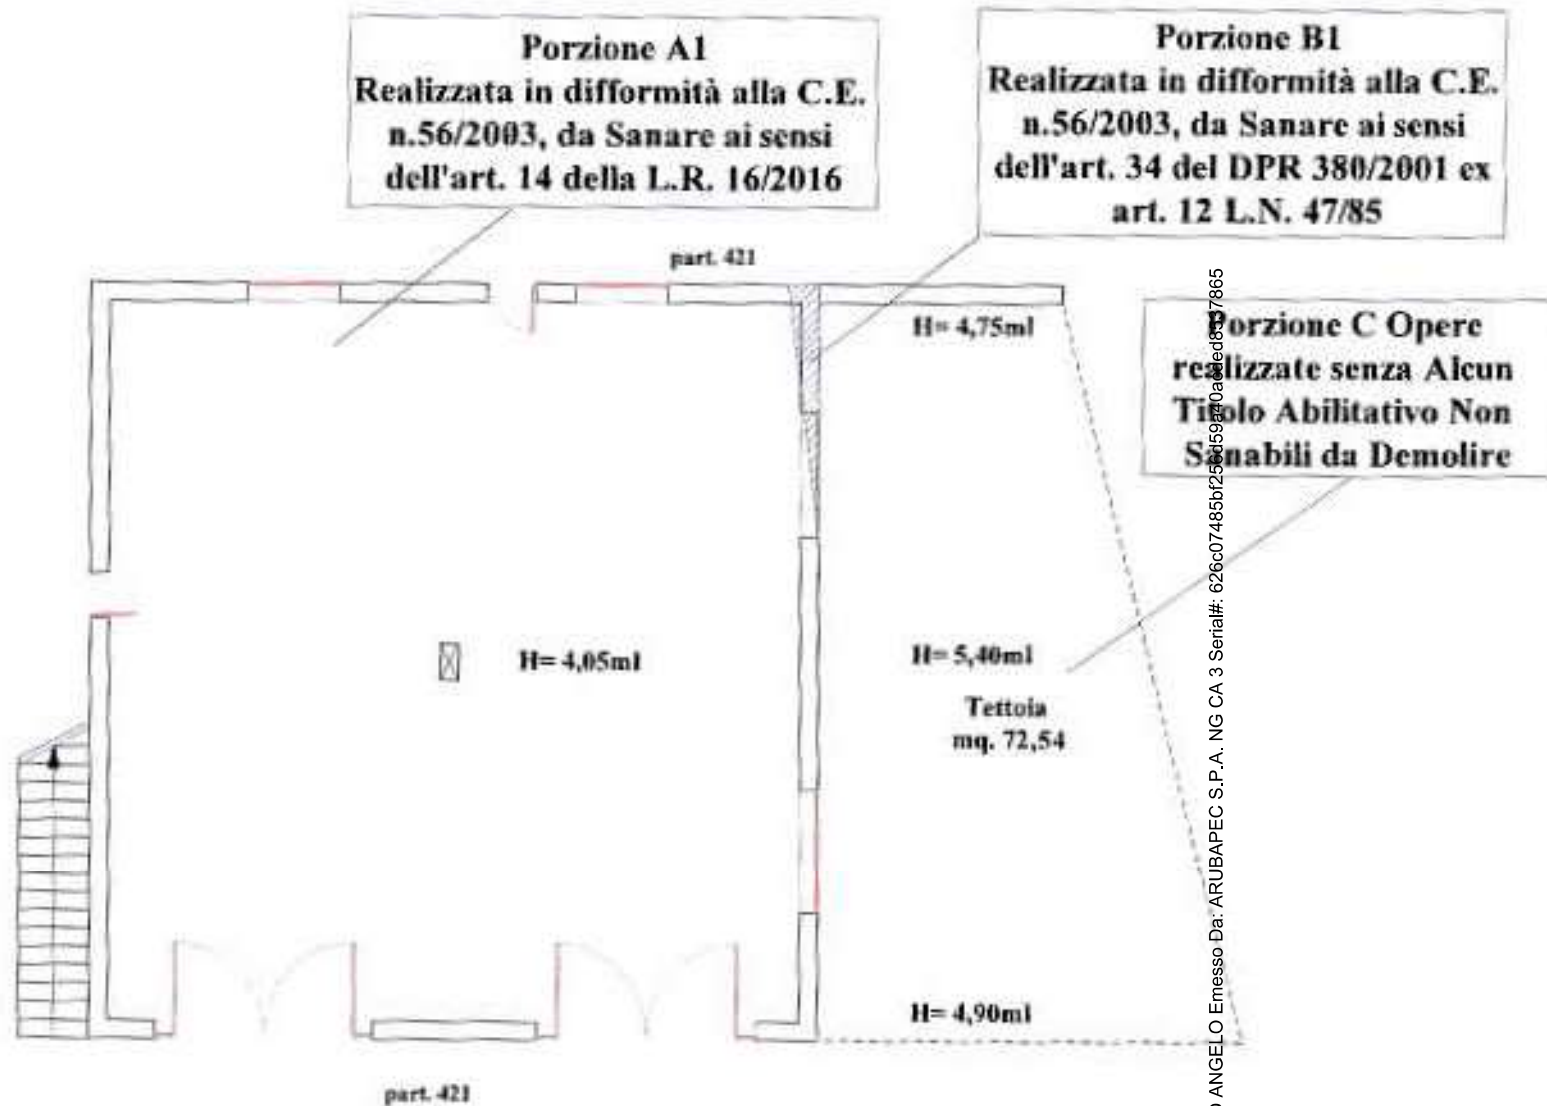 Porzione A1
Realizzata in difformità alla C.E.
n.56/2003, da Sanare ai sensi
dell'art. 14 della L.R. 16/2016
Porzione B1
Realizzata in difformità alla C.E.
n.56/2003, da Sanare ai sensi
dell'art. 34 del DPR 380/2001 ex
art. 12 L.N. 47/85
part. 421
H= 4,75ml
Porzione C Opere
realizzate senza Alcun
Titolo Abilitativo Non
Sanabili da Demolire
H= 4,05ml
H= 5,40ml
Tettoia
mq. 72,54
H= 4,90ml
part. 421
ANGELO Emesso Da: ARUBAPEC S.P.A. NG CA 3 Serial#: